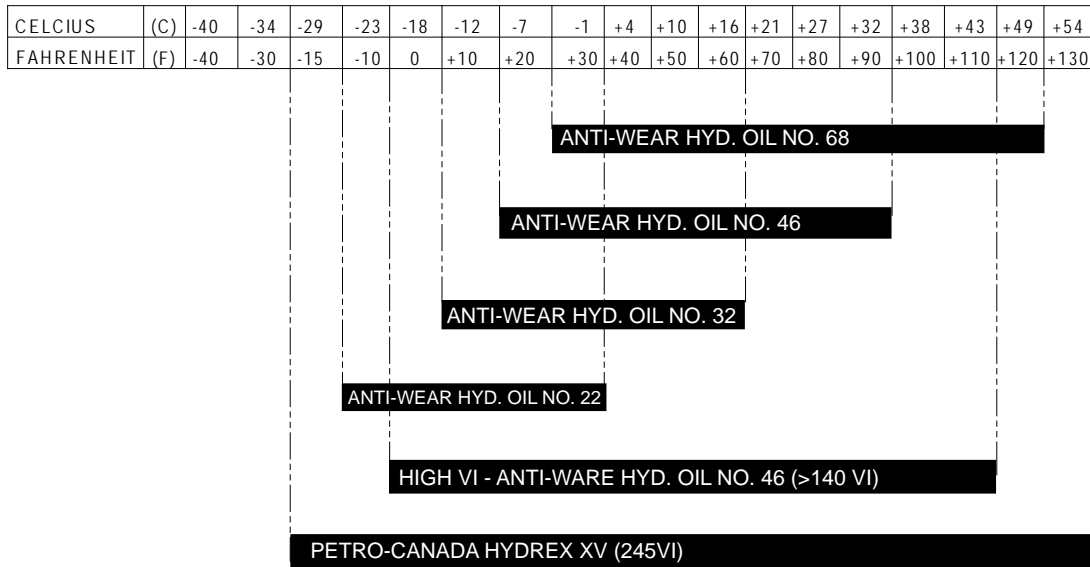 CELCIUS (C) -40 -34 -29 -23 -18 -12 -7 -1 +4 +10 +16 +21 +27 +32 +38 +43 +49 +54
FAHRENHEIT (F) -40 -30 -15 -10 0 +10 +20 +30 +40 +50 +60 +70 +80 +90 +100 +110 +120 +130
ANTI-WEAR HYD. OIL NO. 68
ANTI-WEAR HYD. OIL NO. 46
ANTI-WEAR HYD. OIL NO. 32
ANTI-WEAR HYD. OIL NO. 22
HIGH VI - ANTI-WARE HYD. OIL NO. 46 (>140 VI)
PETRO-CANADA HYDREX XV (245VI)